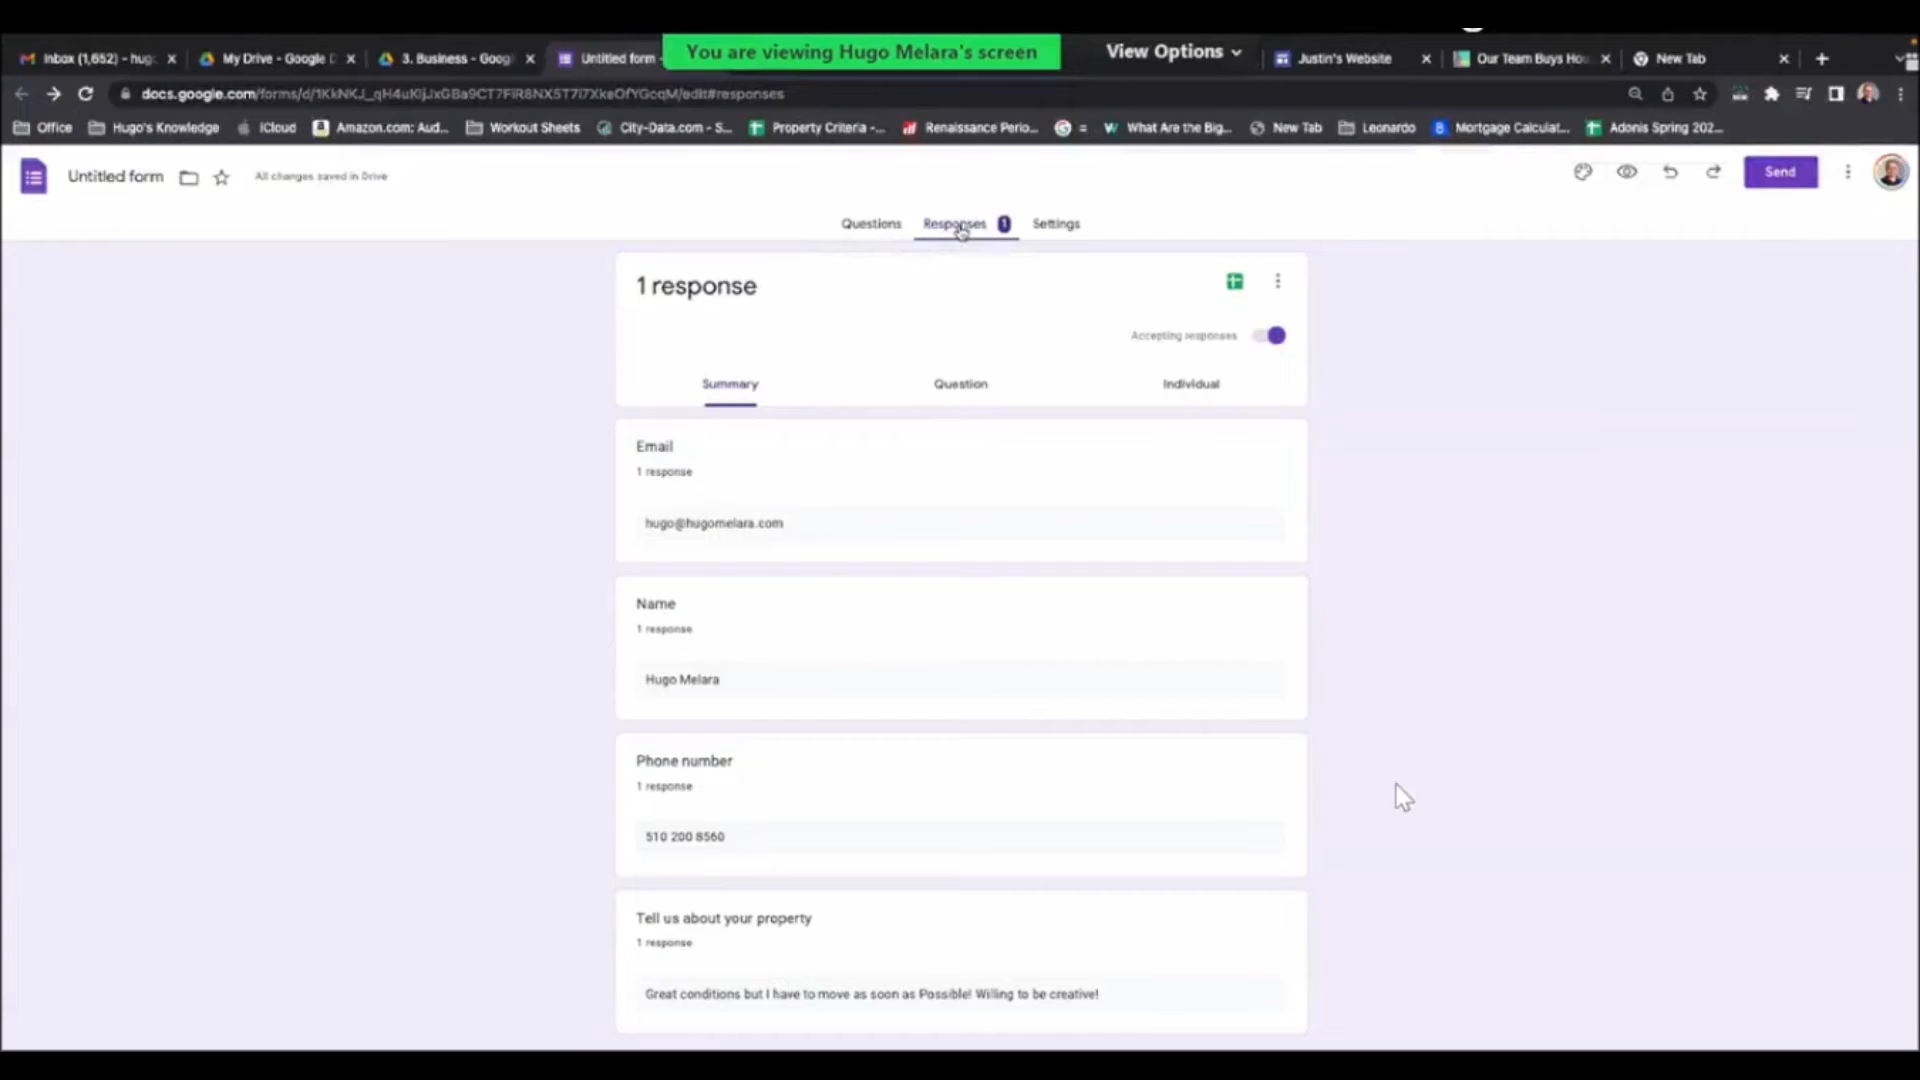 You are viewing Hugo Melara's screen
View Options
Inbox (1,652) - hug
My Drive - Google D
3. Business - Googl
Untitled form -
Justin's Website
Our Team Buys Hou
New Tab
docs.google.com/forms/d/1KkNKJ_qH4uKljJxGBa9CT7FiR8NX5T7i7XkeOfYGcqM/edit#responses
Office
Hugo's Knowledge
iCloud
Amazon.com: Aud...
Workout Sheets
City-Data.com - S...
Property Criteria -...
Renaissance Perio...
=
What Are the Big...
New Tab
Leonardo
Mortgage Calculat...
Adonis Spring 202...
Untitled form
All changes saved in Drive
Send
Questions
Responses 1
Settings
1 response
Accepting responses
Summary
Question
Individual
Email
1 response
hugo@hugomelara.com
Name
1 response
Hugo Melara
Phone number
1 response
510 200 8560
Tell us about your property
1 response
Great conditions but I have to move as soon as Possible! Willing to be creative!